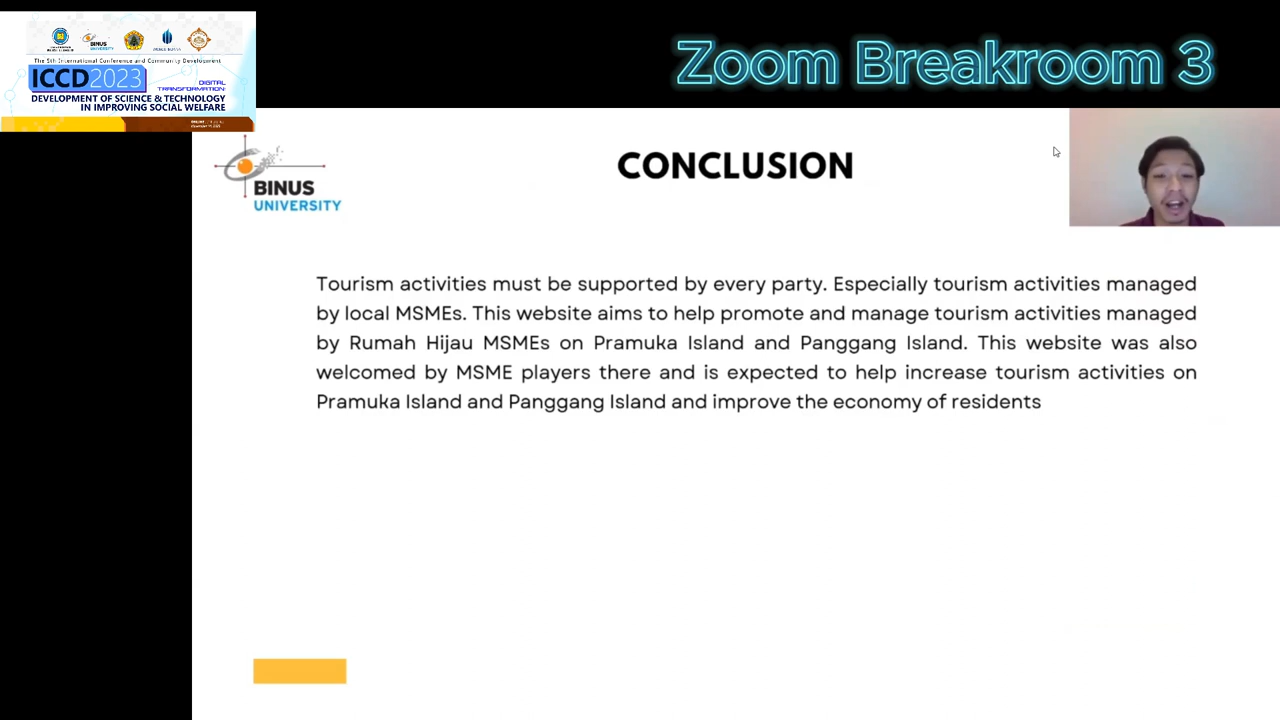 BINUS UNIVERSITY
The 5th International Conference and Community Development
ICCD2023
DIGITAL
TRANSFORMATION:
DEVELOPMENT OF SCIENCE & TECHNOLOGY
IN IMPROVING SOCIAL WELFARE
Zoom Breakroom 3
BINUS
UNIVERSITY
CONCLUSION
Tourism activities must be supported by every party. Especially tourism activities managed
by local MSMEs. This website aims to help promote and manage tourism activities managed
by Rumah Hijau MSMEs on Pramuka Island and Panggang Island. This website was also
welcomed by MSME players there and is expected to help increase tourism activities on
Pramuka Island and Panggang Island and improve the economy of residents